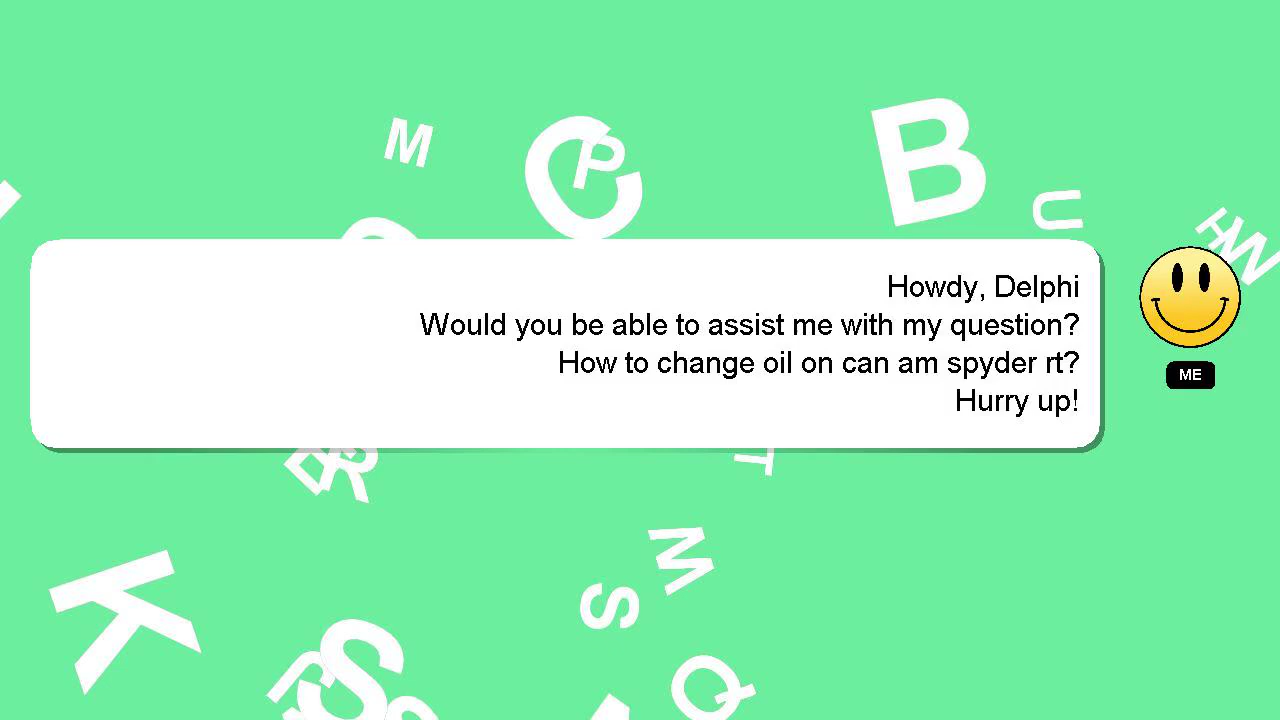 M
C
P
B
U
H
W
Howdy, Delphi
Would you be able to assist me with my question?
How to change oil on can am spyder rt?
Hurry up!
ME
R
T
M
K
S
S
Q